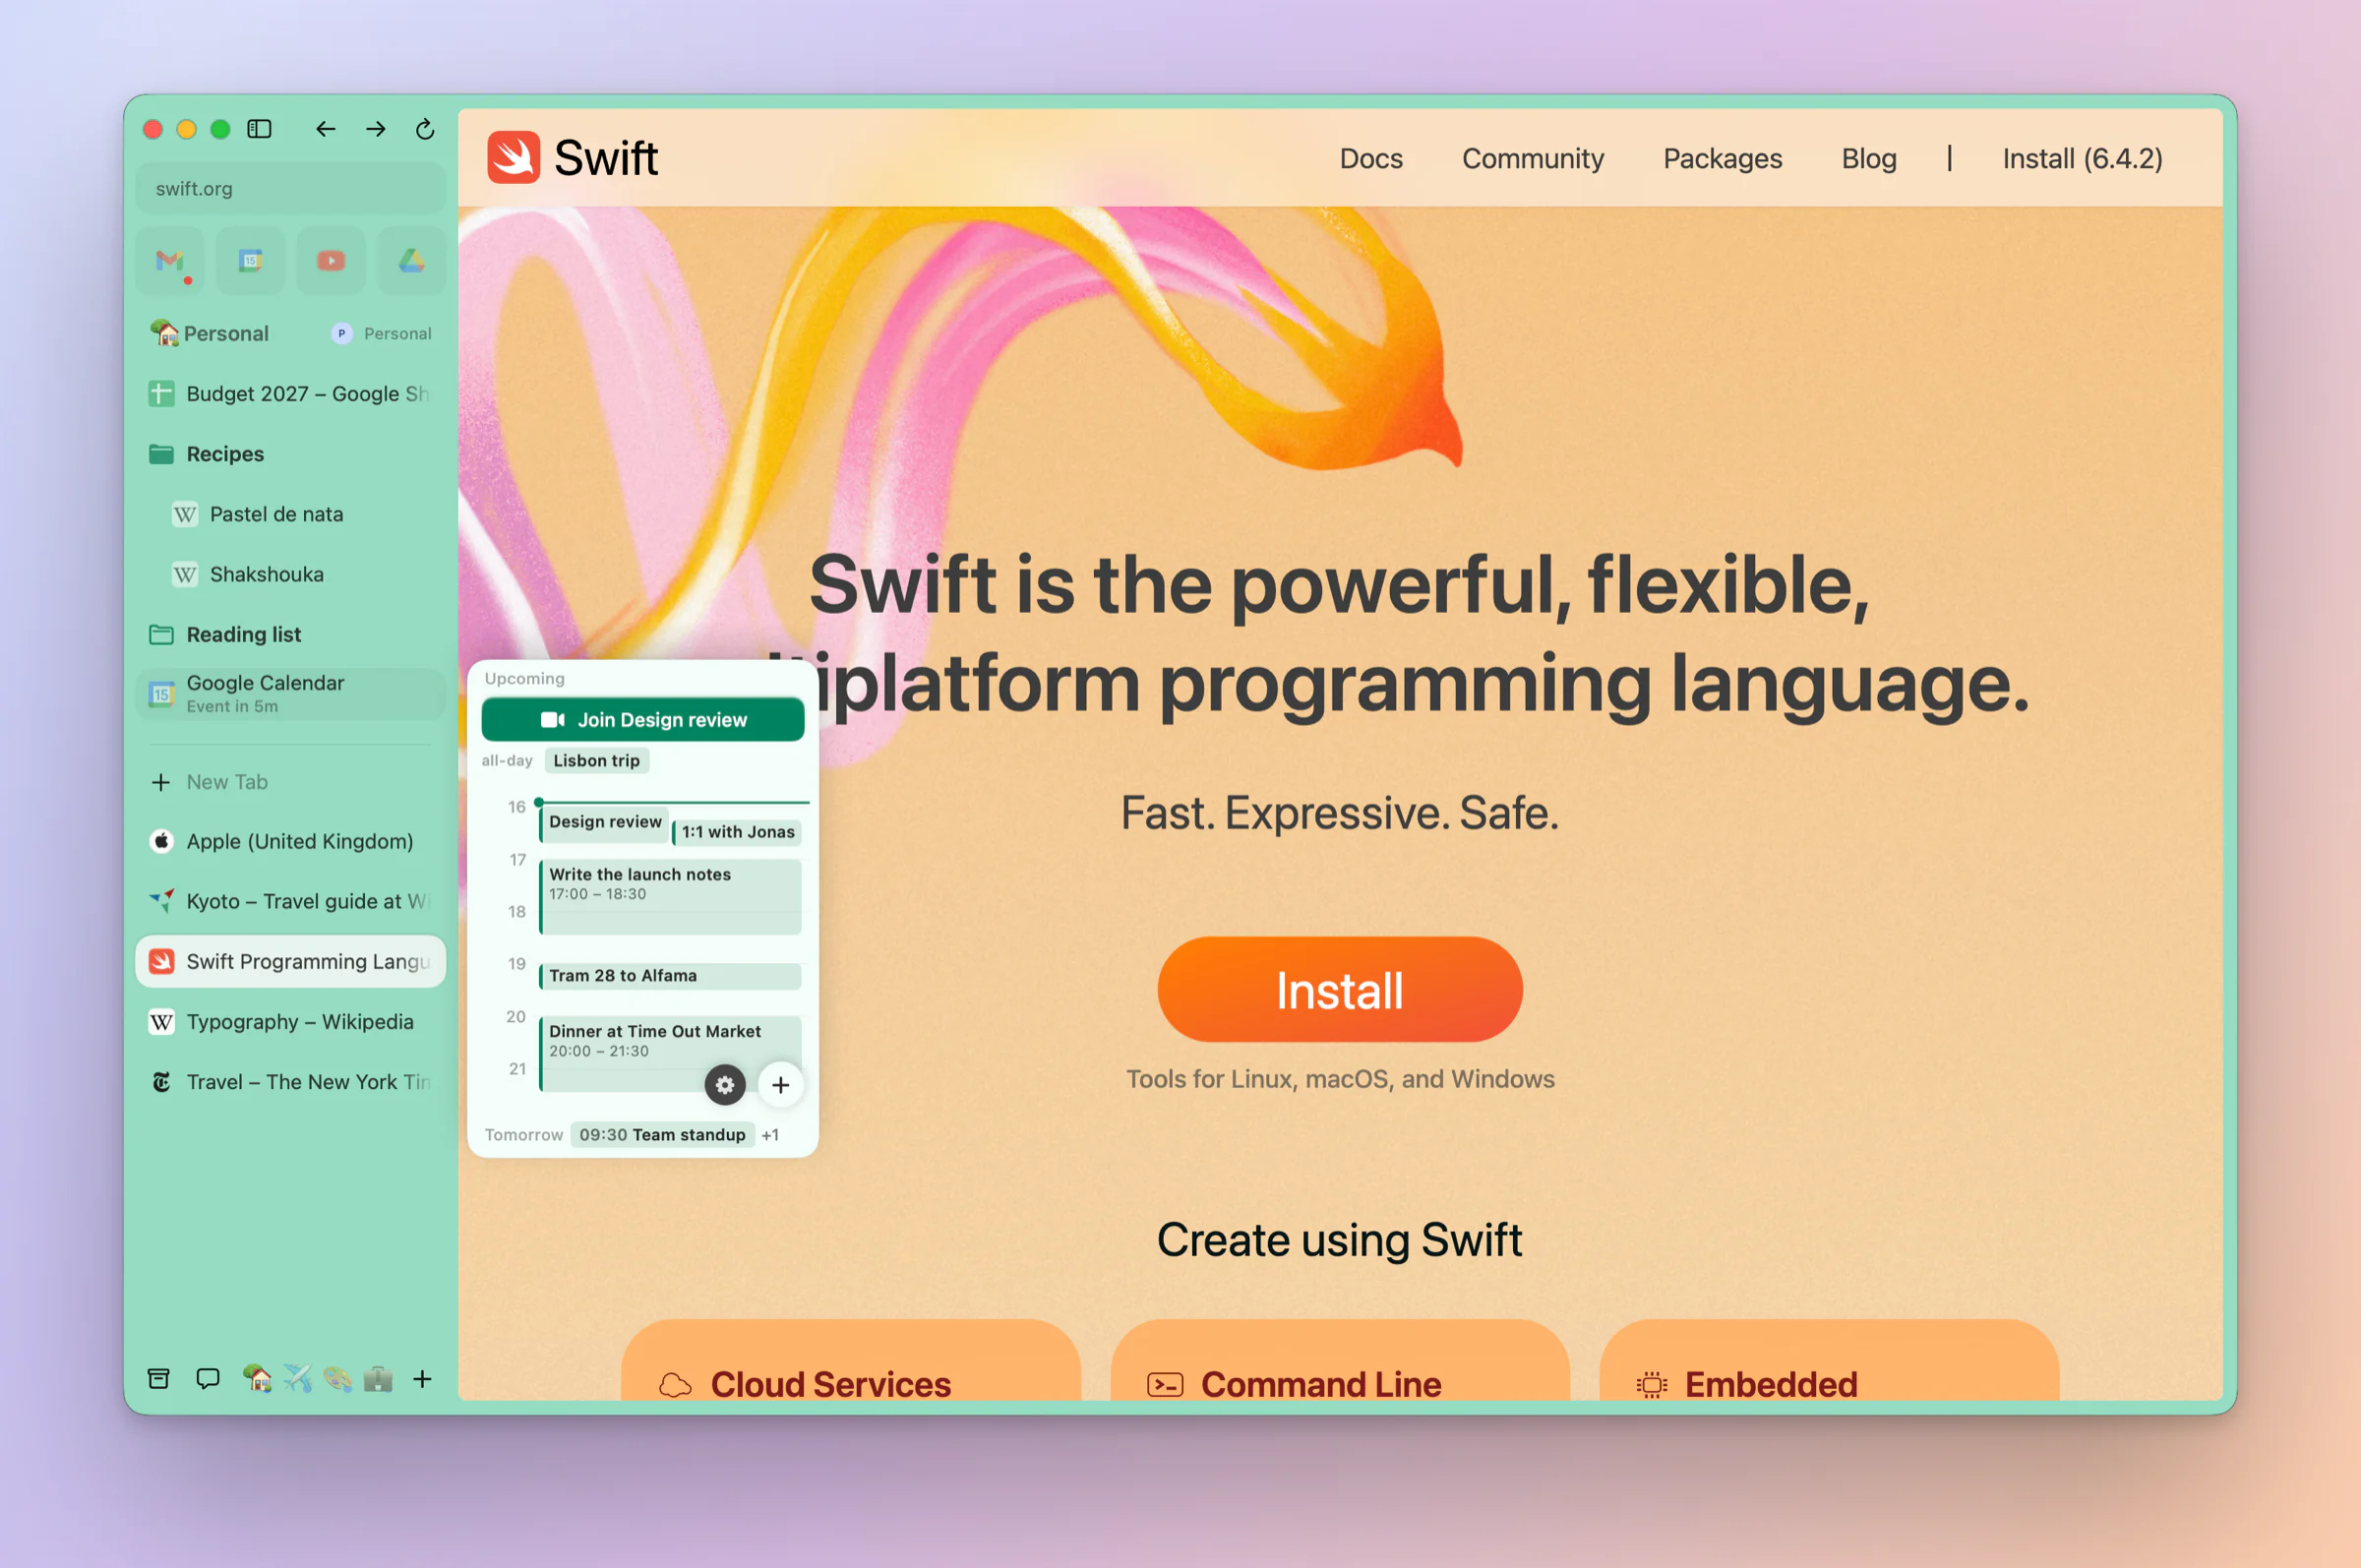 swift.org
15
Personal
P Personal
Budget 2027 – Google Sh
Recipes
W Pastel de nata
W Shakshouka
Reading list
15
Google Calendar
Event in 5m
New Tab
Apple (United Kingdom)
Kyoto – Travel guide at Wi
Swift Programming Langu
W Typography – Wikipedia
Travel – The New York Tim
Swift
Docs Community Packages Blog | Install (6.4.2)
Swift is the powerful, flexible,
tiplatform programming language.
Fast. Expressive. Safe.
Install
Tools for Linux, macOS, and Windows
Create using Swift
Cloud Services
Command Line
Embedded
Upcoming
Join Design review
all-day Lisbon trip
16
Design review
1:1 with Jonas
17
Write the launch notes
17:00 – 18:30
18
19
Tram 28 to Alfama
20
Dinner at Time Out Market
20:00 – 21:30
21
Tomorrow 09:30 Team standup +1